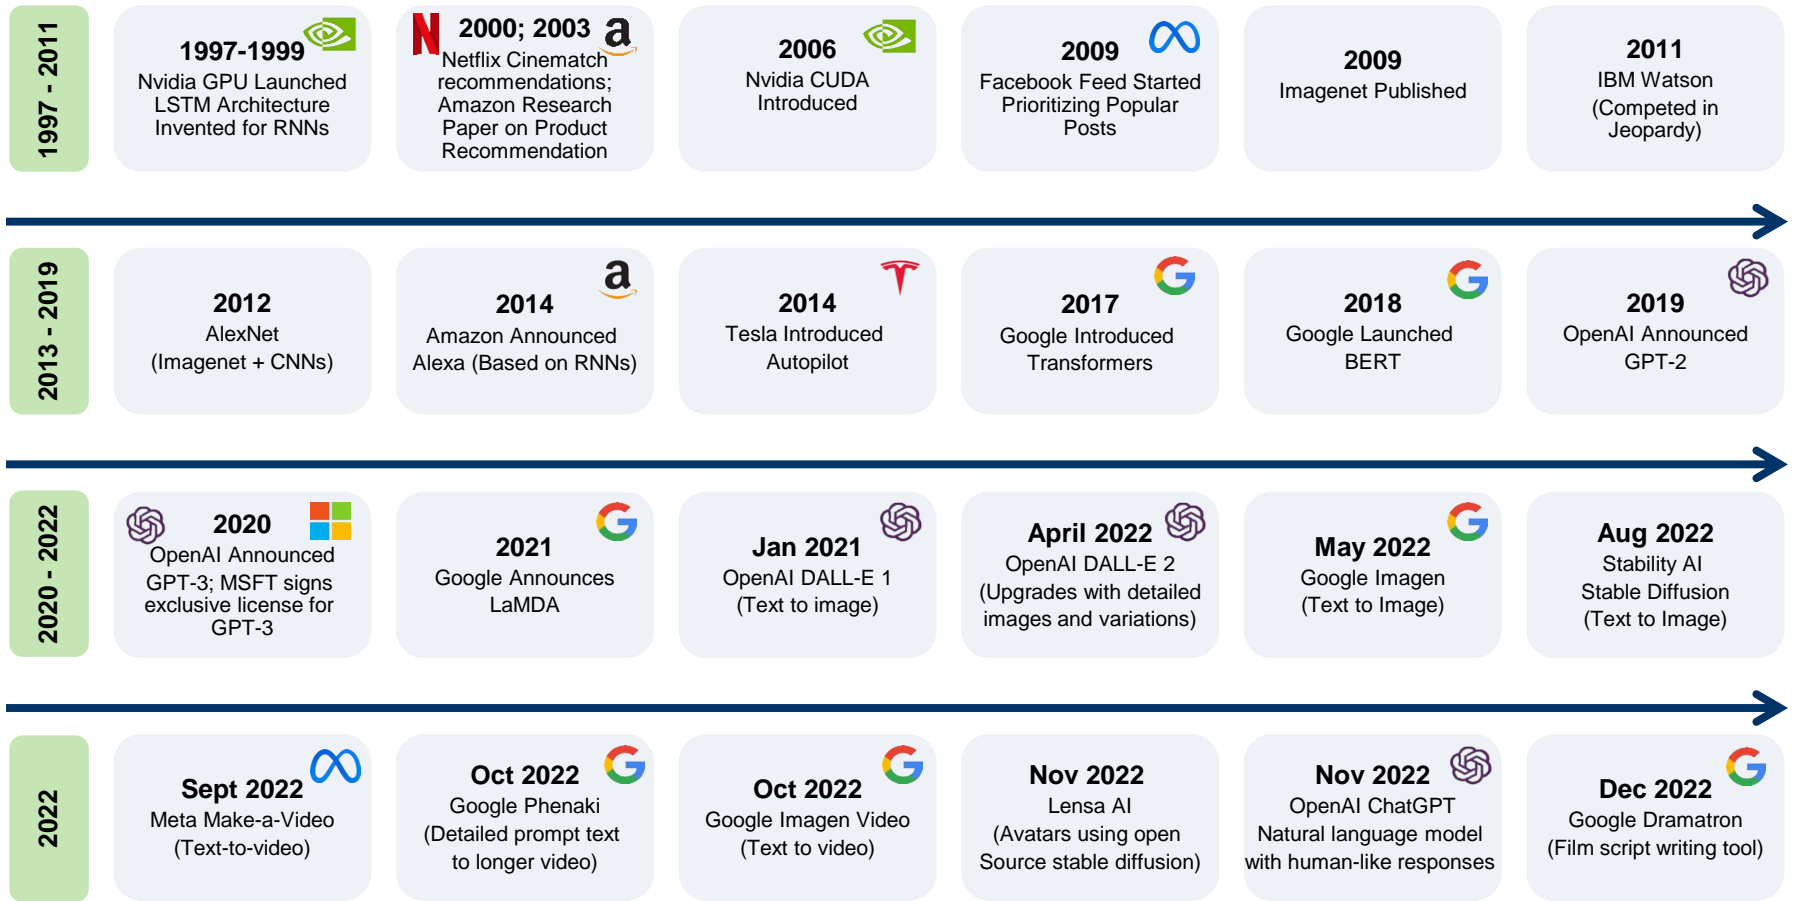 1997 - 2011
1997-1999
Nvidia GPU Launched
LSTM Architecture
Invented for RNNs
2000; 2003
Netflix Cinematch
recommendations;
Amazon Research
Paper on Product
Recommendation
2006
Nvidia CUDA
Introduced
2009
Facebook Feed Started
Prioritizing Popular
Posts
2009
Imagenet Published
2011
IBM Watson
(Competed in
Jeopardy)
2013 - 2019
2012
AlexNet
(Imagenet + CNNs)
2014
Amazon Announced
Alexa (Based on RNNs)
2014
Tesla Introduced
Autopilot
2017
Google Introduced
Transformers
2018
Google Launched
BERT
2019
OpenAI Announced
GPT-2
2020 - 2022
2020
OpenAI Announced
GPT-3; MSFT signs
exclusive license for
GPT-3
2021
Google Announces
LaMDA
Jan 2021
OpenAI DALL-E 1
(Text to image)
April 2022
OpenAI DALL-E 2
(Upgrades with detailed
images and variations)
May 2022
Google Imagen
(Text to Image)
Aug 2022
Stability AI
Stable Diffusion
(Text to Image)
2022
Sept 2022
Meta Make-a-Video
(Text-to-video)
Oct 2022
Google Phenaki
(Detailed prompt text
to longer video)
Oct 2022
Google Imagen Video
(Text to video)
Nov 2022
Lensa AI
(Avatars using open
Source stable diffusion)
Nov 2022
OpenAI ChatGPT
Natural language model
with human-like responses
Dec 2022
Google Dramatron
(Film script writing tool)